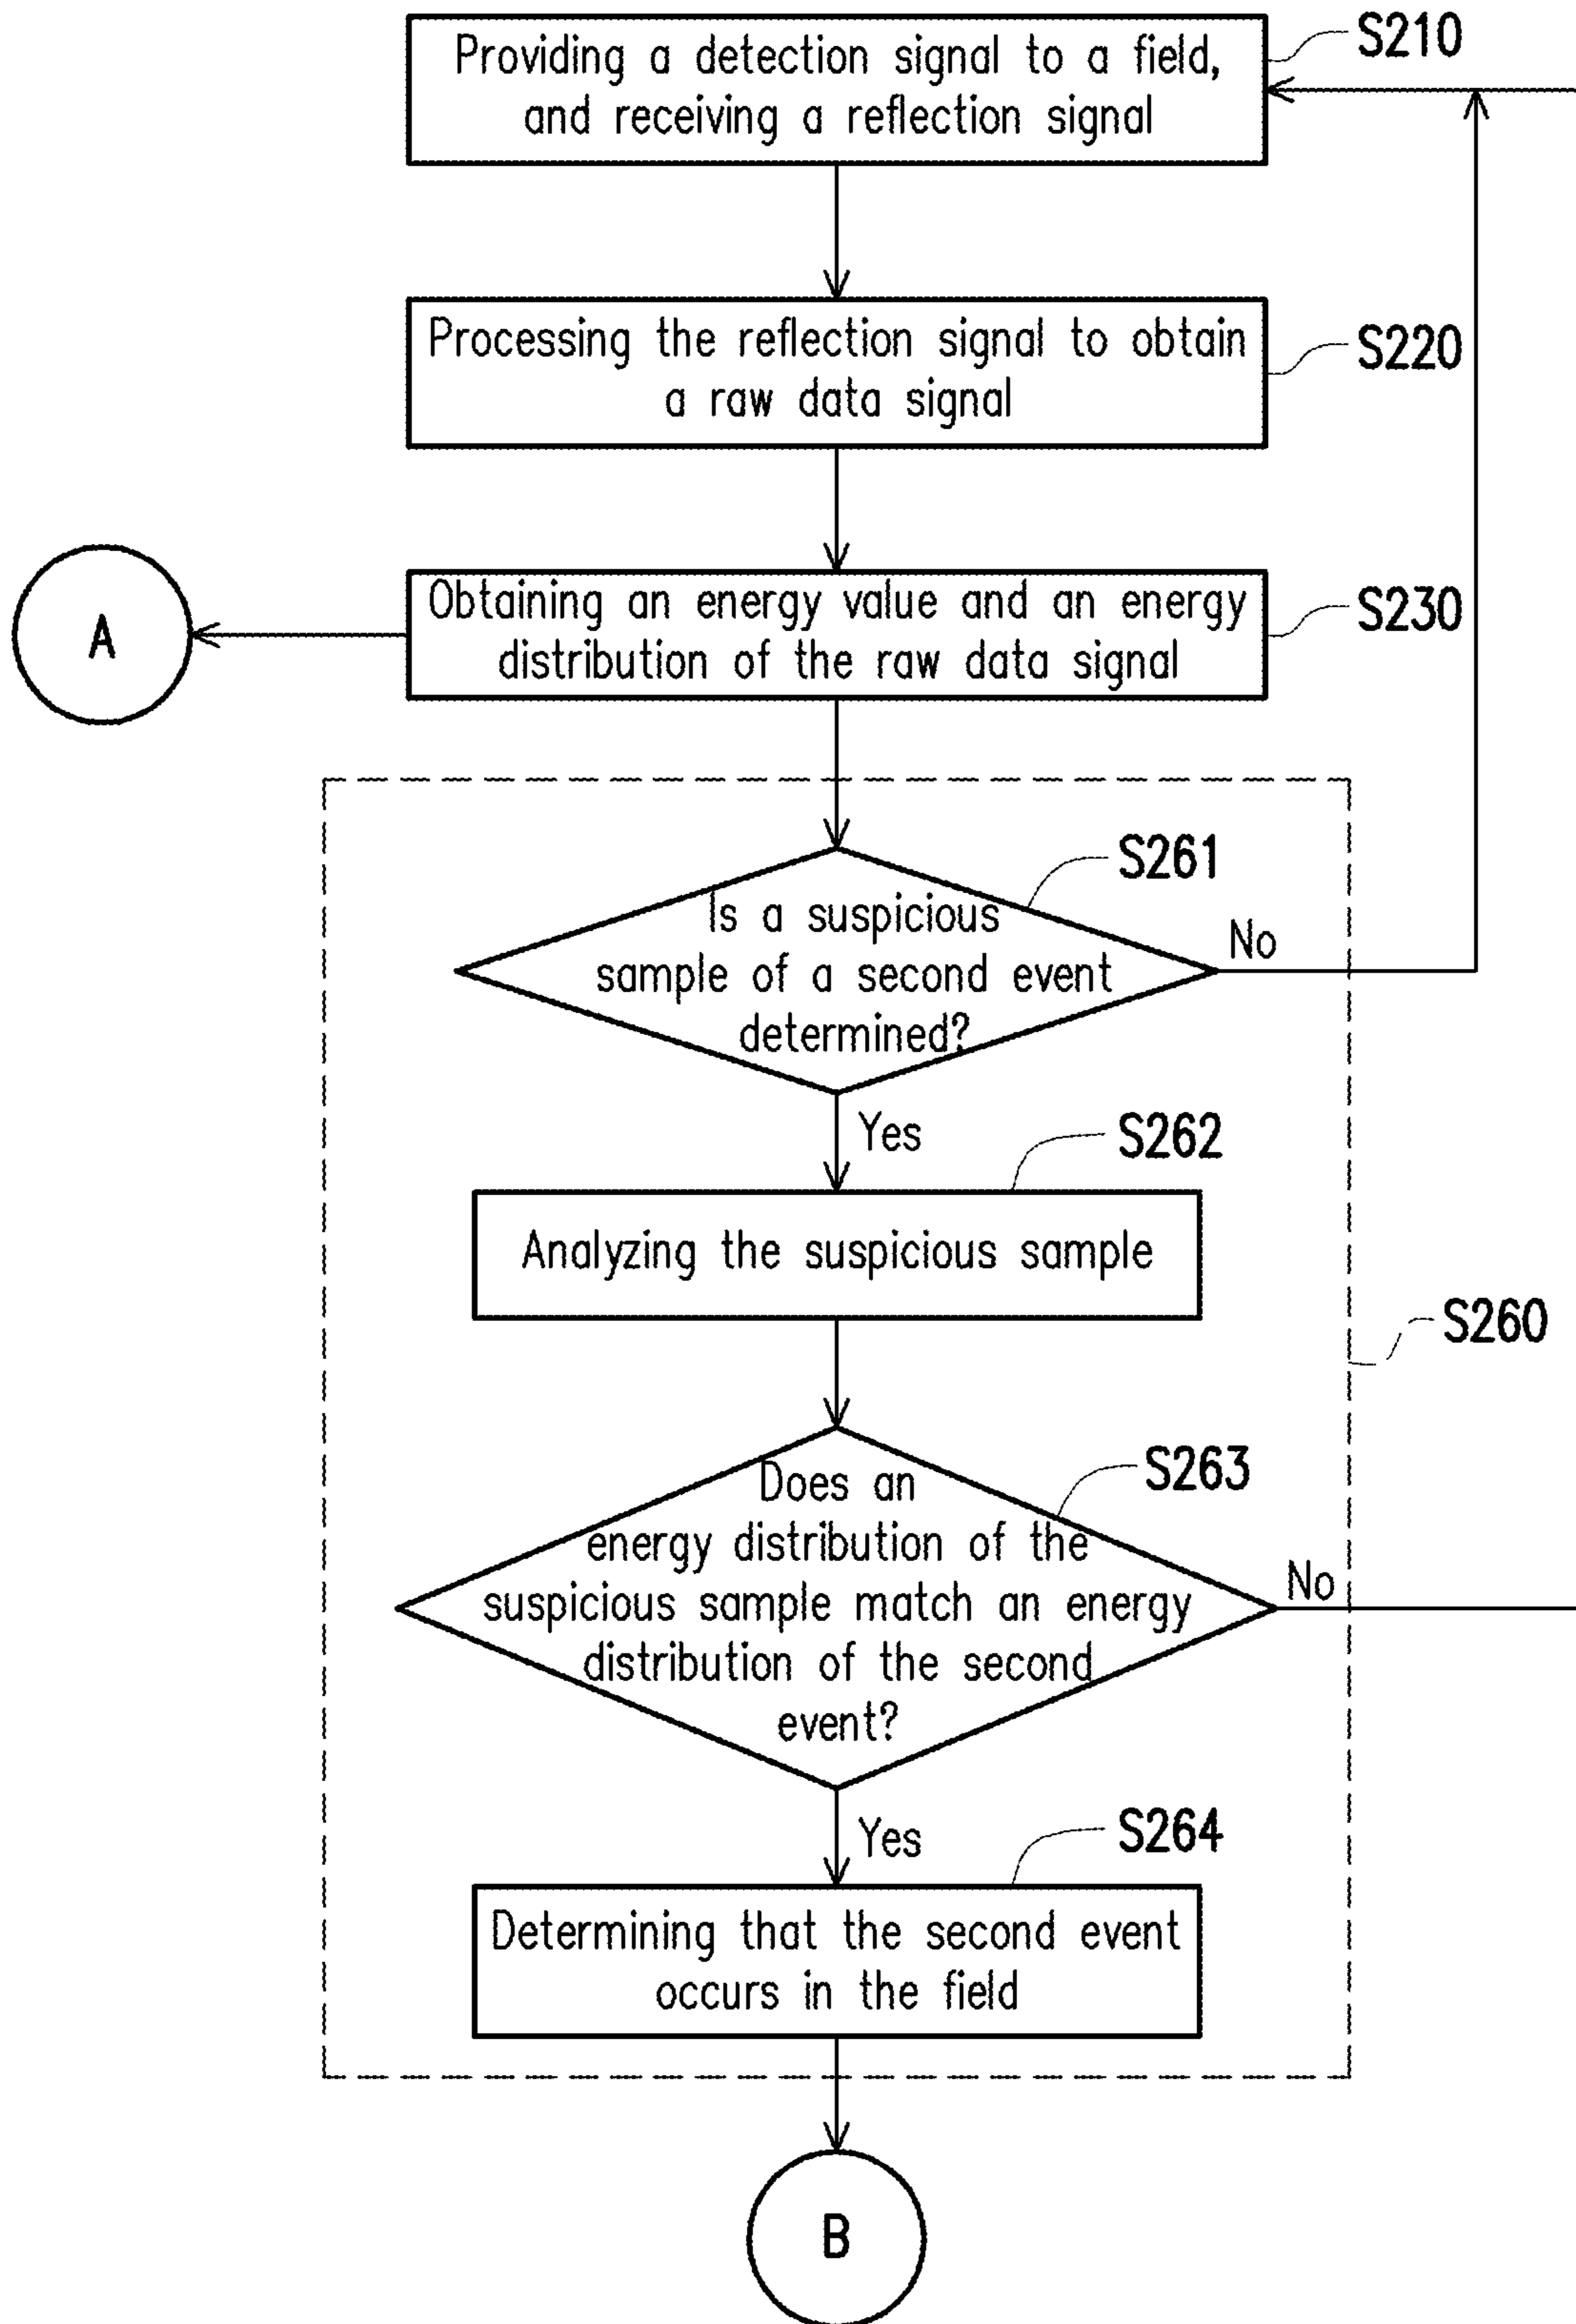 Providing a detection signal to a field,
and receiving a reflection signal
S210
Processing the reflection signal to obtain
a raw data signal
S220
A
Obtaining an energy value and an energy
distribution of the raw data signal
S230
S261
Is a suspicious
sample of a second event
determined?
No
Yes
S262
Analyzing the suspicious sample
S260
S263
Does an
energy distribution of the
suspicious sample match an energy
distribution of the second
event?
No
Yes
S264
Determining that the second event
occurs in the field
B